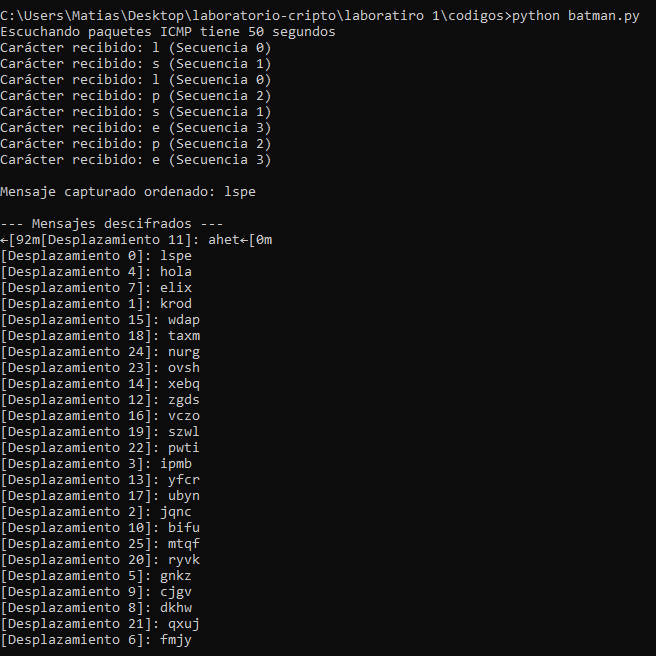 C:\Users\Matias\Desktop\laboratorio-cripto\laboratiro 1\codigos>python batman.py
Escuchando paquetes ICMP tiene 50 segundos
Carácter recibido: l (Secuencia 0)
Carácter recibido: s (Secuencia 1)
Carácter recibido: l (Secuencia 0)
Carácter recibido: p (Secuencia 2)
Carácter recibido: s (Secuencia 1)
Carácter recibido: e (Secuencia 3)
Carácter recibido: p (Secuencia 2)
Carácter recibido: e (Secuencia 3)
Mensaje capturado ordenado: lspe
--- Mensajes descifrados ---
←[92m[Desplazamiento 11]: ahet←[0m
[Desplazamiento 0]: lspe
[Desplazamiento 4]: hola
[Desplazamiento 7]: elix
[Desplazamiento 1]: krod
[Desplazamiento 15]: wdap
[Desplazamiento 18]: taxm
[Desplazamiento 24]: nurg
[Desplazamiento 23]: ovsh
[Desplazamiento 14]: xebq
[Desplazamiento 12]: zgds
[Desplazamiento 16]: vczo
[Desplazamiento 19]: szwl
[Desplazamiento 22]: pwti
[Desplazamiento 3]: ipmb
[Desplazamiento 13]: yfcr
[Desplazamiento 17]: ubyn
[Desplazamiento 2]: jqnc
[Desplazamiento 10]: bifu
[Desplazamiento 25]: mtqf
[Desplazamiento 20]: ryvk
[Desplazamiento 5]: gnkz
[Desplazamiento 9]: cjgv
[Desplazamiento 8]: dkhw
[Desplazamiento 21]: qxuj
[Desplazamiento 6]: fmjy